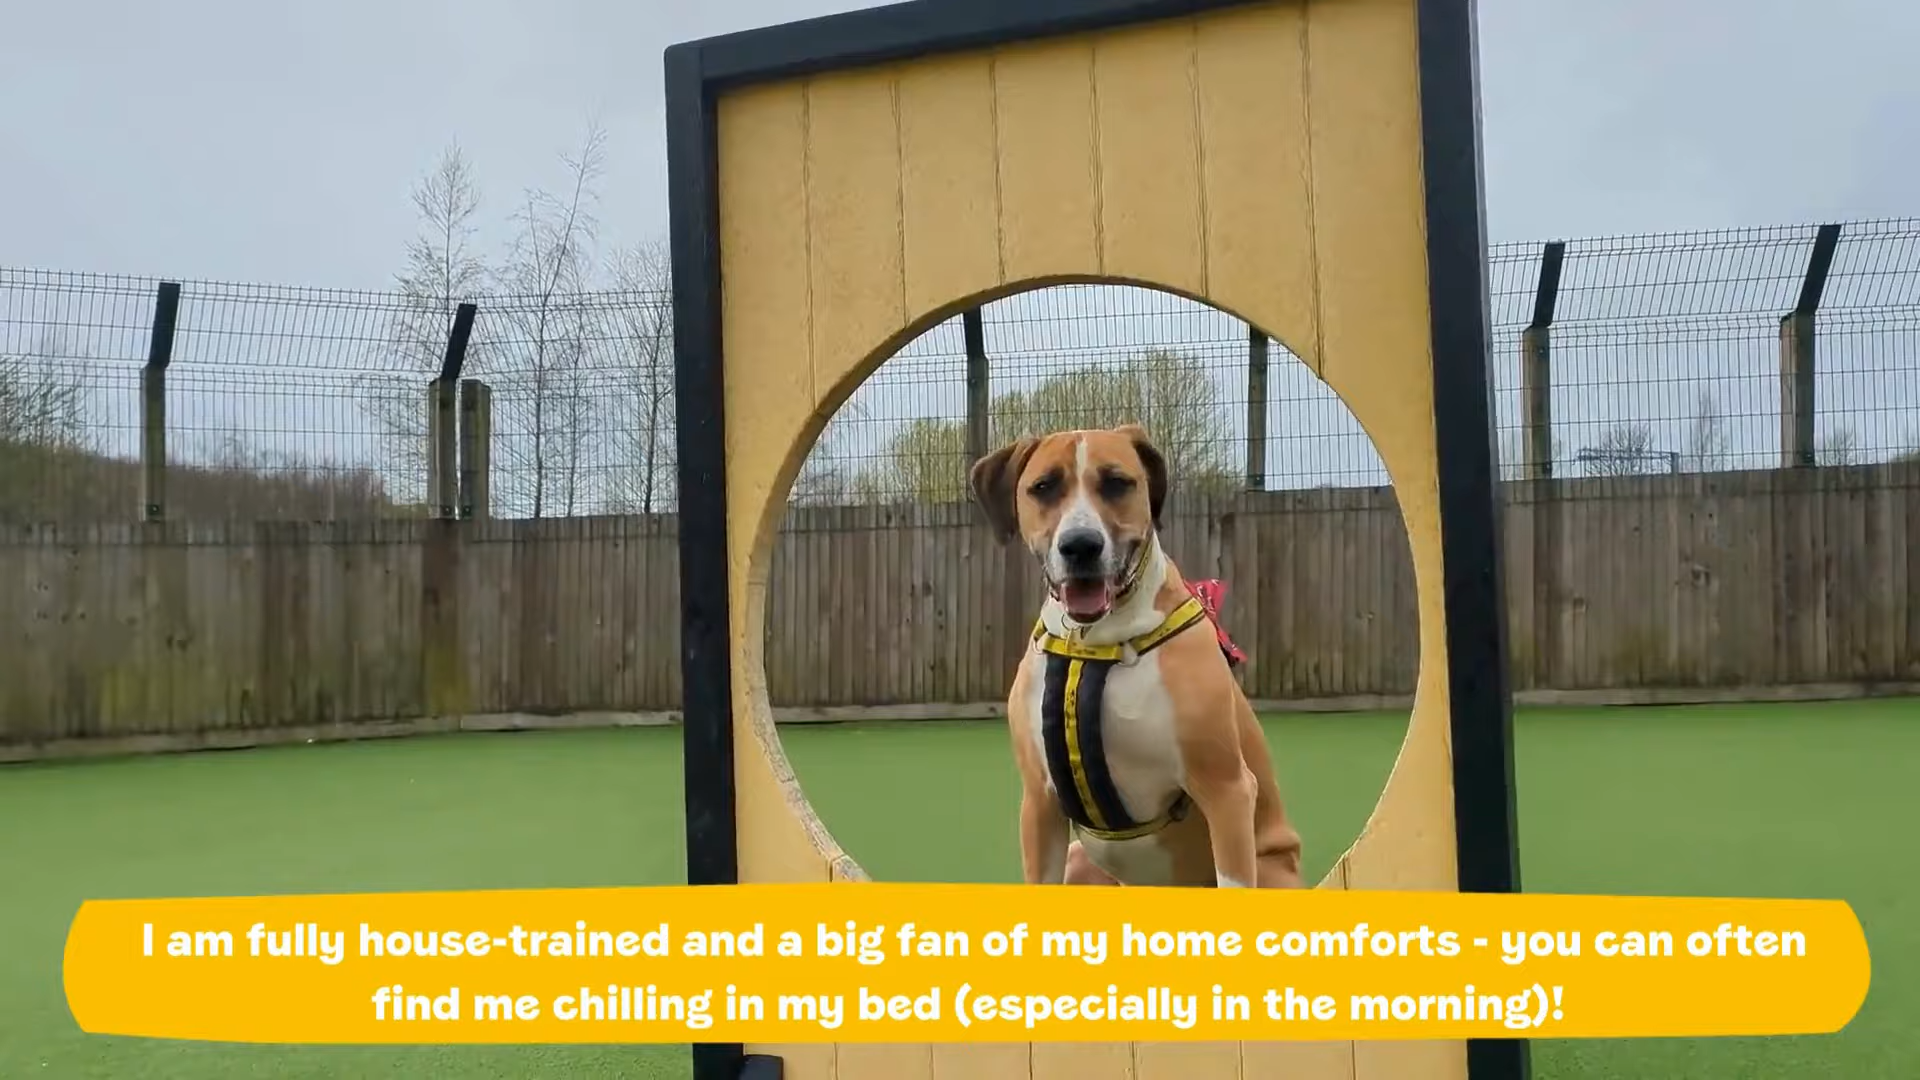 I am fully house-trained and a big fan of my home comforts - you can often
find me chilling in my bed (especially in the morning)!